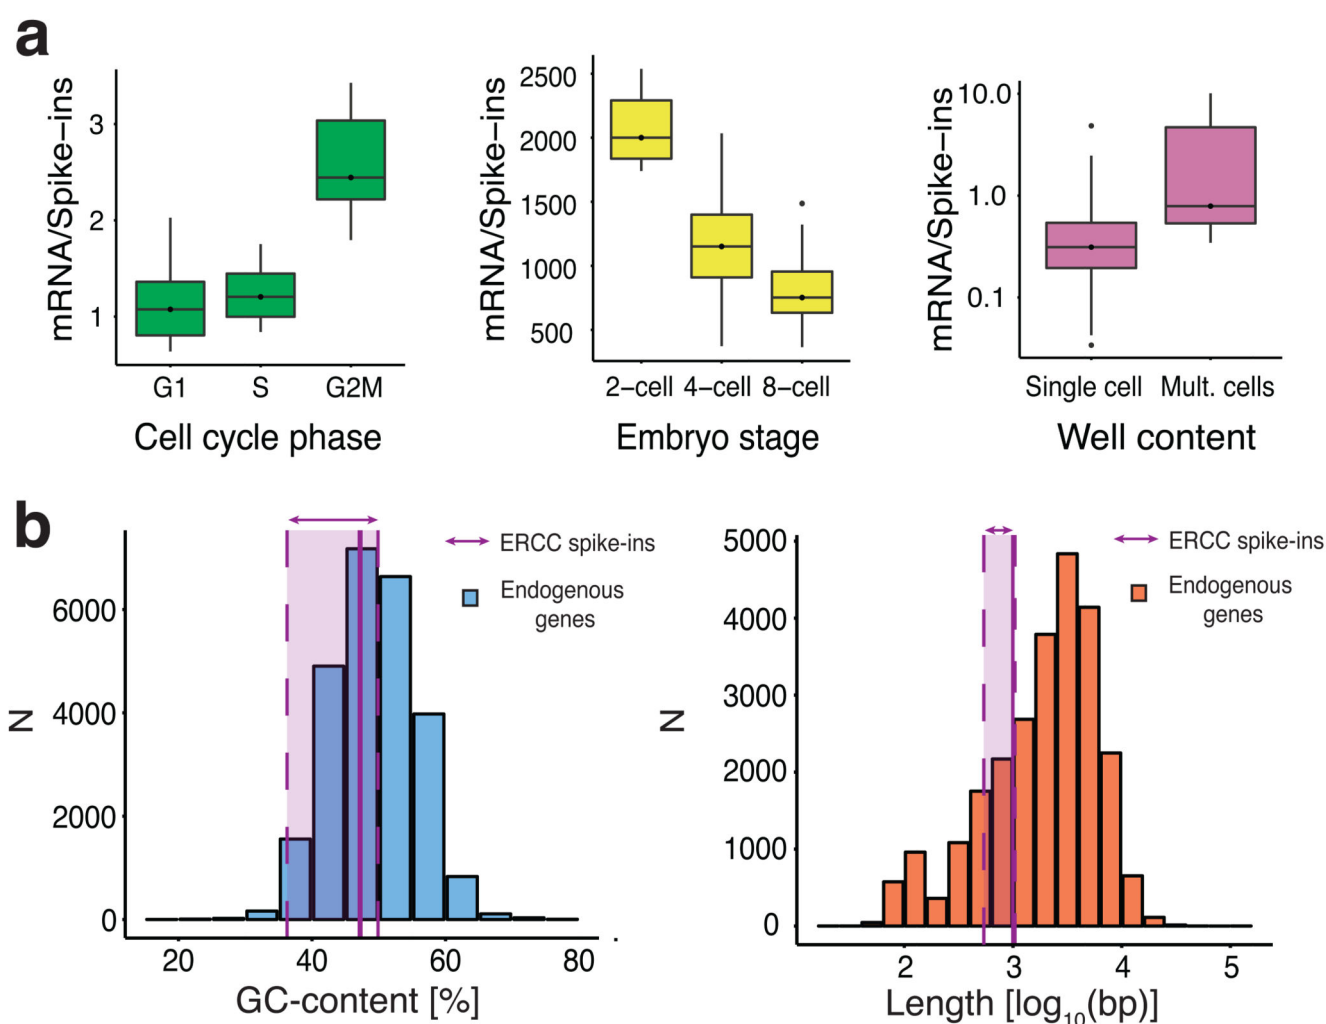 a
mRNA/Spike–ins
3
2
1
G1 S G2M
Cell cycle phase
mRNA/Spike–ins
2500
2000
1500
1000
500
2–cell 4–cell 8–cell
Embryo stage
mRNA/Spike–ins
10.0
1.0
0.1
Single cell Mult. cells
Well content
b
N
6000
4000
2000
0
20 40 60 80
GC-content [%]
ERCC spike-ins
Endogenous
genes
N
5000
4000
3000
2000
1000
0
2 3 4 5
Length [log10(bp)]
ERCC spike-ins
Endogenous
genes